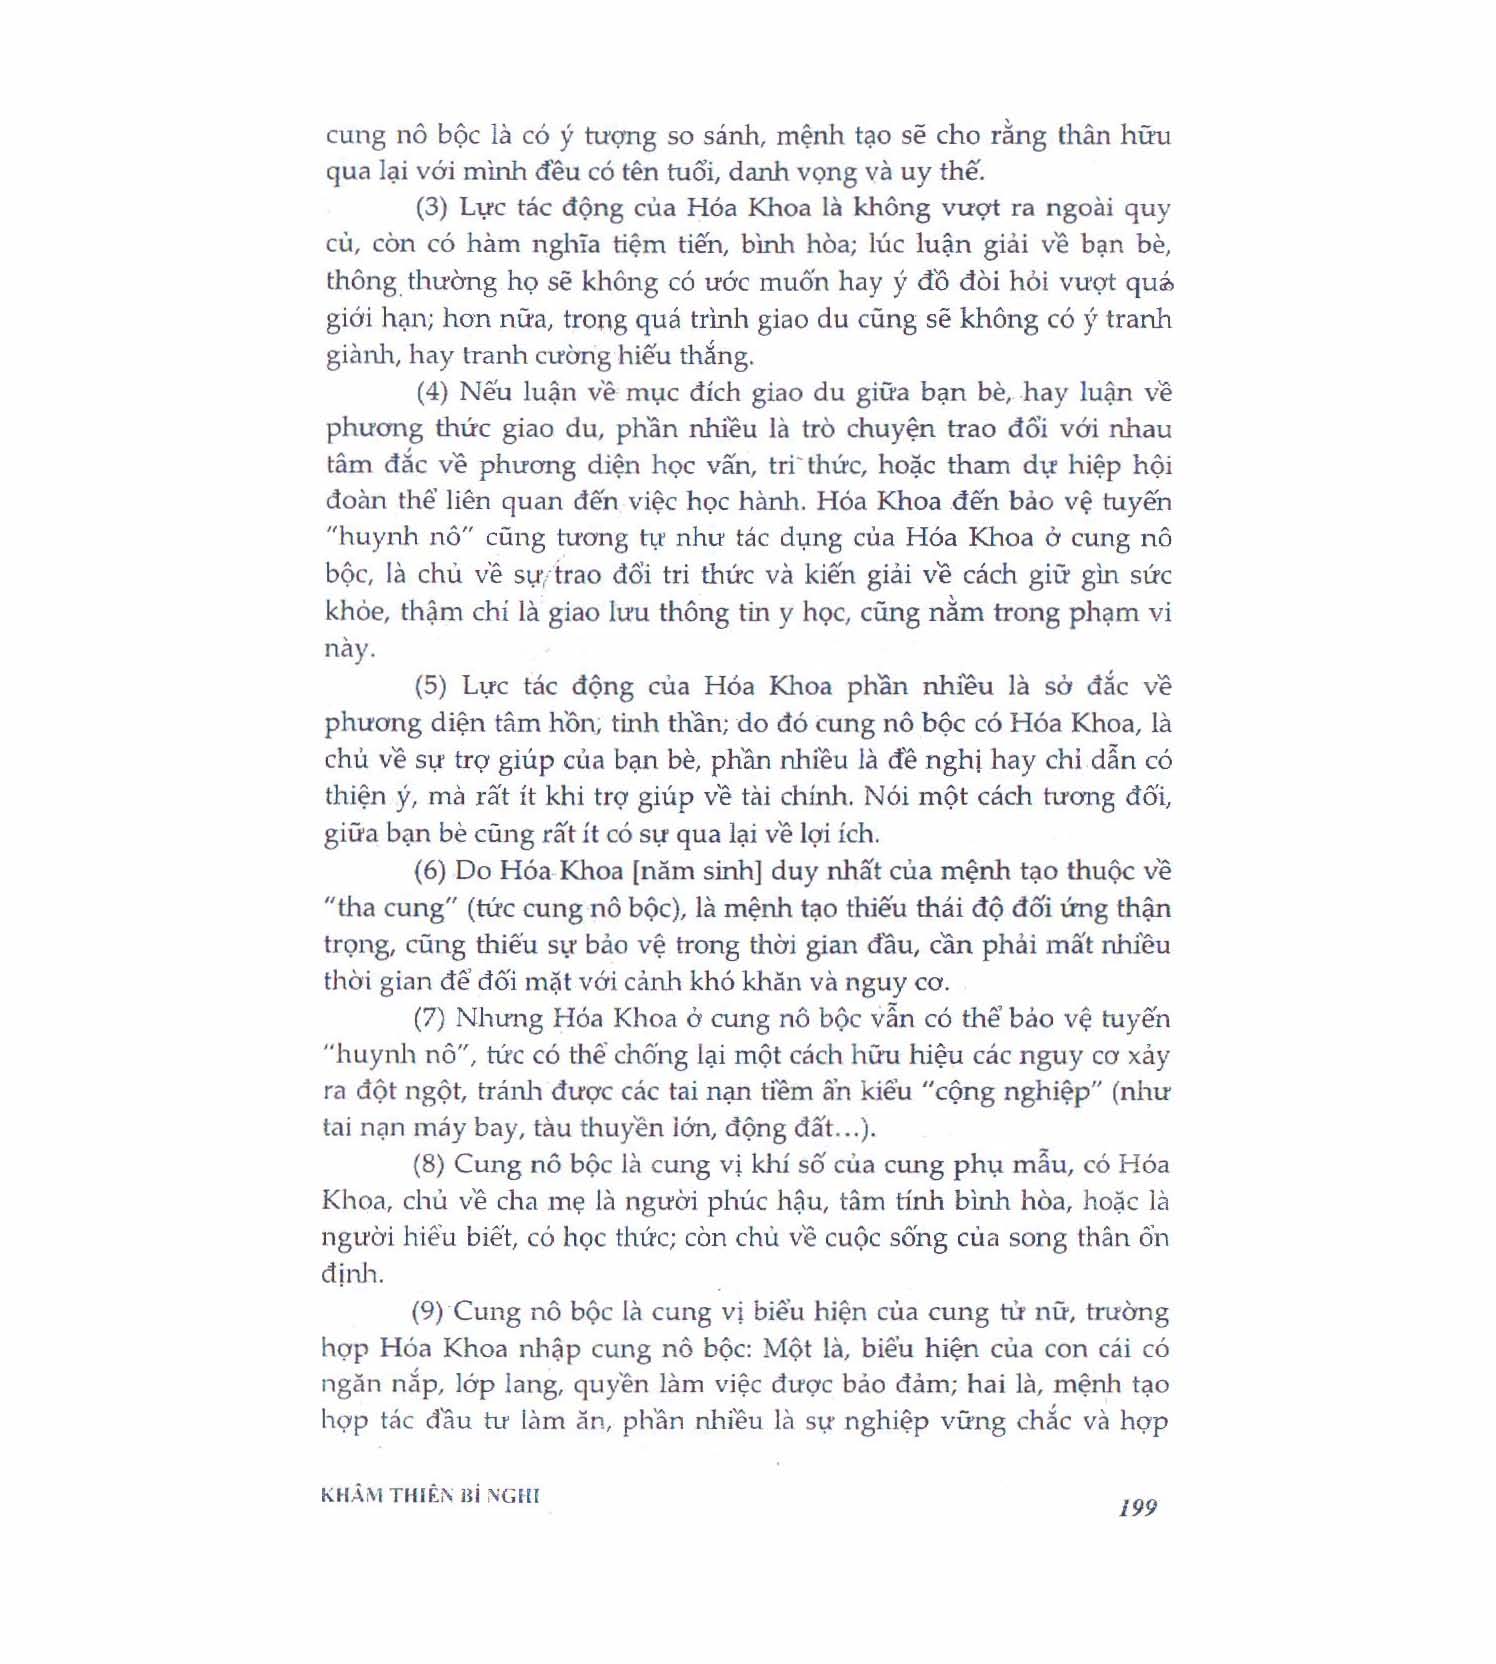 cung nô bộc là có ý tượng so sánh, mệnh tạo sẽ cho rằng thân hữu
qua lại với mình đều có tên tuổi, danh vọng và uy thế.
(3) Lực tác động của Hóa Khoa là không vượt ra ngoài quy
củ, còn có hàm nghĩa tiệm tiến, bình hòa; lúc luận giải về bạn bè,
thông thường họ sẽ không có ước muốn hay ý đồ đòi hỏi vượt quá
giới hạn; hơn nữa, trong quá trình giao du cũng sẽ không có ý tranh
giành, hay tranh cường hiếu thắng.
(4) Nếu luận về mục đích giao du giữa bạn bè, hay luận về
phương thức giao du, phần nhiều là trò chuyện trao đổi với nhau
tâm đắc về phương diện học vấn, tri thức, hoặc tham dự hiệp hội
đoàn thể liên quan đến việc học hành. Hóa Khoa đến bảo vệ tuyến
"huynh nô" cũng tương tự như tác dụng của Hóa Khoa ở cung nô
bộc, là chủ về sự trao đổi tri thức và kiến giải về cách giữ gìn sức
khỏe, thậm chí là giao lưu thông tin y học, cũng nằm trong phạm vi
này.
(5) Lực tác động của Hóa Khoa phần nhiều là sở đắc về
phương diện tâm hồn, tinh thần; do đó cung nô bộc có Hóa Khoa, là
chủ về sự trợ giúp của bạn bè, phần nhiều là đề nghị hay chỉ dẫn có
thiện ý, mà rất ít khi trợ giúp về tài chính. Nói một cách tương đối,
giữa bạn bè cũng rất ít có sự qua lại về lợi ích.
(6) Do Hóa Khoa [năm sinh] duy nhất của mệnh tạo thuộc về
"tha cung" (tức cung nô bộc), là mệnh tạo thiếu thái độ đối ứng thận
trọng, cũng thiếu sự bảo vệ trong thời gian đầu, cần phải mất nhiều
thời gian để đối mặt với cảnh khó khăn và nguy cơ.
(7) Nhưng Hóa Khoa ở cung nô bộc vẫn có thể bảo vệ tuyến
"huynh nô", tức có thể chống lại một cách hữu hiệu các nguy cơ xảy
ra đột ngột, tránh được các tai nạn tiềm ẩn kiểu "cộng nghiệp" (như
tai nạn máy bay, tàu thuyền lớn, động đất...).
(8) Cung nô bộc là cung vị khí số của cung phụ mẫu, có Hóa
Khoa, chủ về cha mẹ là người phúc hậu, tâm tính bình hòa, hoặc là
người hiểu biết, có học thức; còn chủ về cuộc sống của song thân ổn
định.
(9) Cung nô bộc là cung vị biểu hiện của cung tử nữ, trường
hợp Hóa Khoa nhập cung nô bộc: Một là, biểu hiện của con cái có
ngăn nắp, lớp lang, quyền làm việc được bảo đảm; hai là, mệnh tạo
hợp tác đầu tư làm ăn, phần nhiều là sự nghiệp vững chắc và hợp
KHÂM THIÊN BÍ NGHI
199